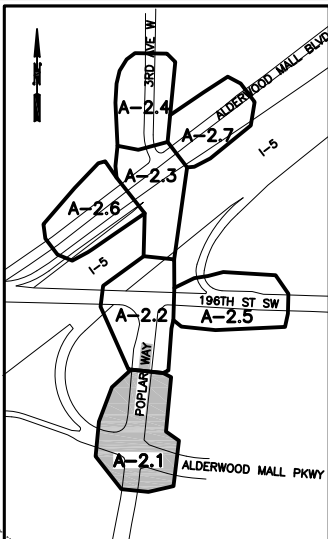 3RD AVE W
ALDERWOOD MALL BLVD
A-2.4
A-2.7
I-5
A-2.3
A-2.6
I-5
196TH ST SW
A-2.2
A-2.5
POPLAR WAY
A-2.1
ALDERWOOD MALL PKWY